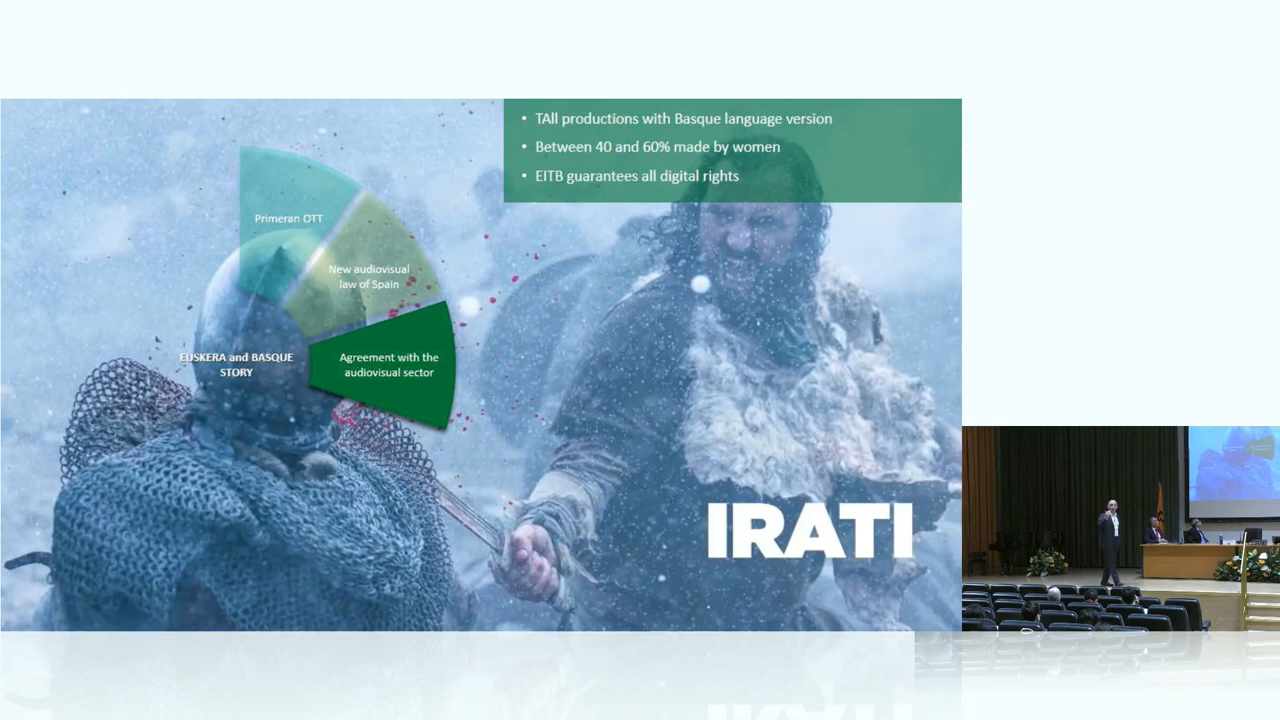 • TAll productions with Basque language version
• Between 40 and 60% made by women
• EITB guarantees all digital rights
Primeran OTT
New audiovisual
law of Spain
EUSKERA and BASQUE
STORY
Agreement with the
audiovisual sector
IRATI